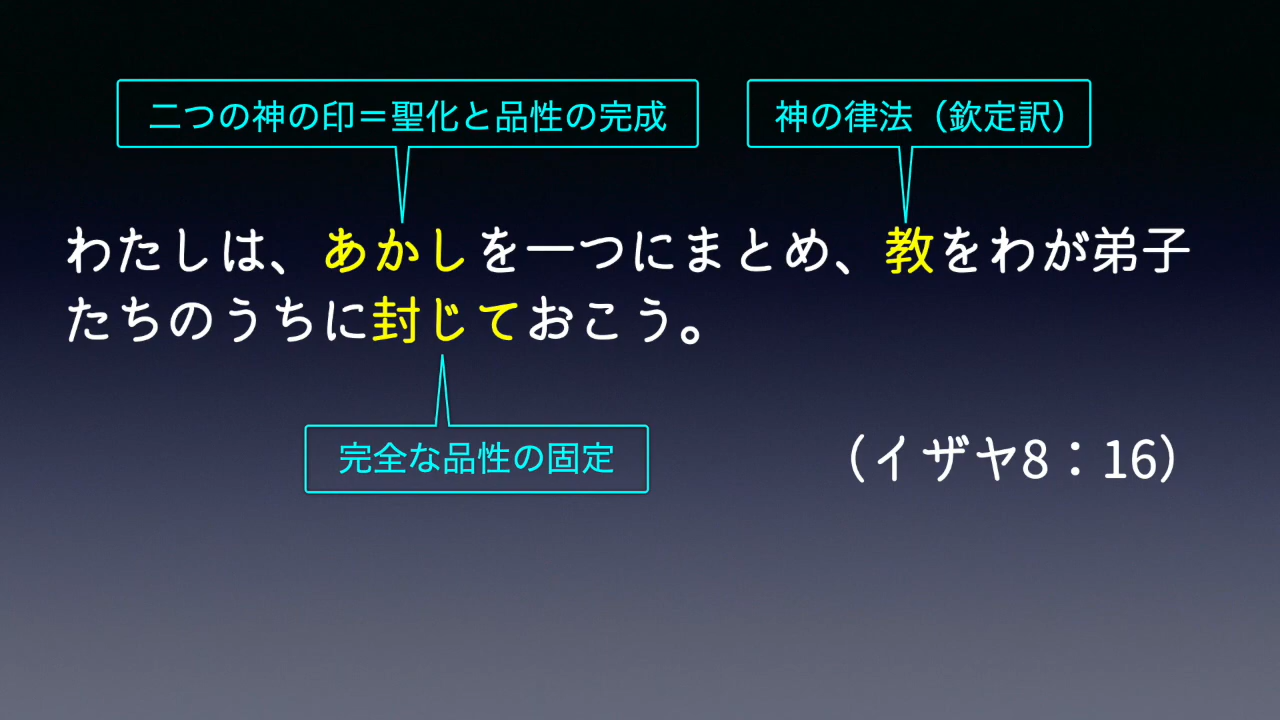 二つの神の印＝聖化と品性の完成
神の律法（欽定訳）
わたしは、あかしを一つにまとめ、教をわが弟子
たちのうちに封じておこう。
完全な品性の固定
（イザヤ8：16）